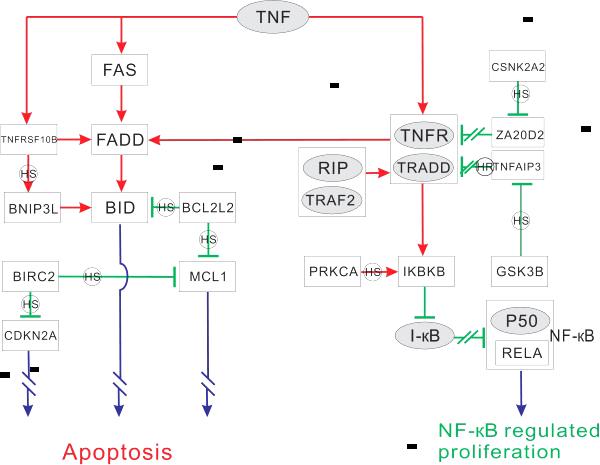 TNF
CSNK2A2
FAS
HS
TNFRSF10B
FADD
TNFR
ZA20D2
RIP
TRADD
HR
TNFAIP3
HS
TRAF2
BNIP3L
BID
HS
BCL2L2
HS
HS
BIRC2
HS
MCL1
PRKCA
HS
IKBKB
GSK3B
HS
CDKN2A
I-κB
P50
NF-κB
RELA
Apoptosis
NF-κB regulated
proliferation